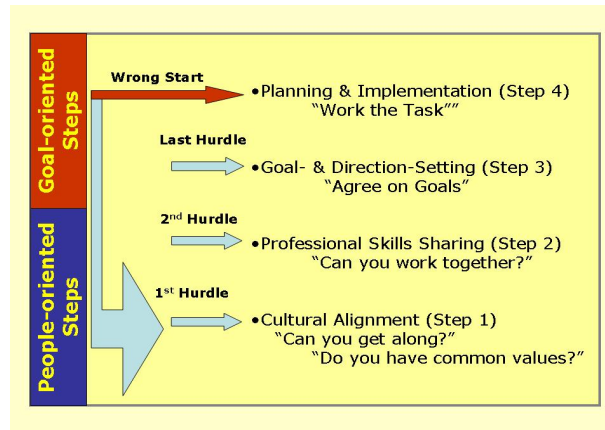 Goal-oriented
Steps
People-oriented
Steps
Wrong Start
•Planning & Implementation (Step 4)
“Work the Task””
Last Hurdle
•Goal- & Direction-Setting (Step 3)
“Agree on Goals”
2nd Hurdle
•Professional Skills Sharing (Step 2)
“Can you work together?”
1st Hurdle
•Cultural Alignment (Step 1)
“Can you get along?”
“Do you have common values?”